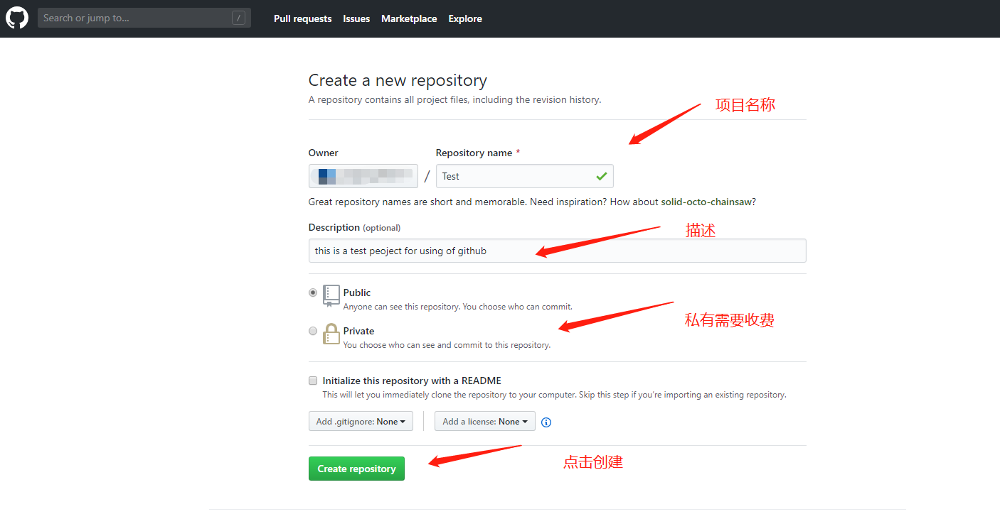 Search or jump to...
/
Pull requests Issues Marketplace Explore
Create a new repository
A repository contains all project files, including the revision history.
项目名称
Owner
Repository name *
/
Test
Great repository names are short and memorable. Need inspiration? How about solid-octo-chainsaw?
Description (optional)
描述
this is a test peoject for using of github
Public
Anyone can see this repository. You choose who can commit.
私有需要收费
Private
You choose who can see and commit to this repository.
Initialize this repository with a README
This will let you immediately clone the repository to your computer. Skip this step if you’re importing an existing repository.
Add .gitignore: None
Add a license: None
Create repository
点击创建